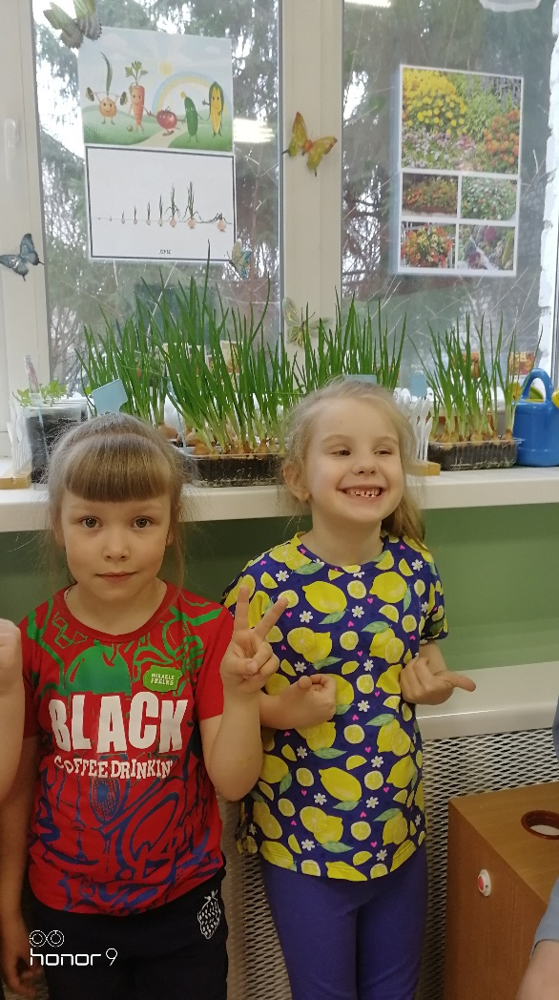 MIRACLE
FEELING
BLACK
COFFEE DRINKIN'
honor 9